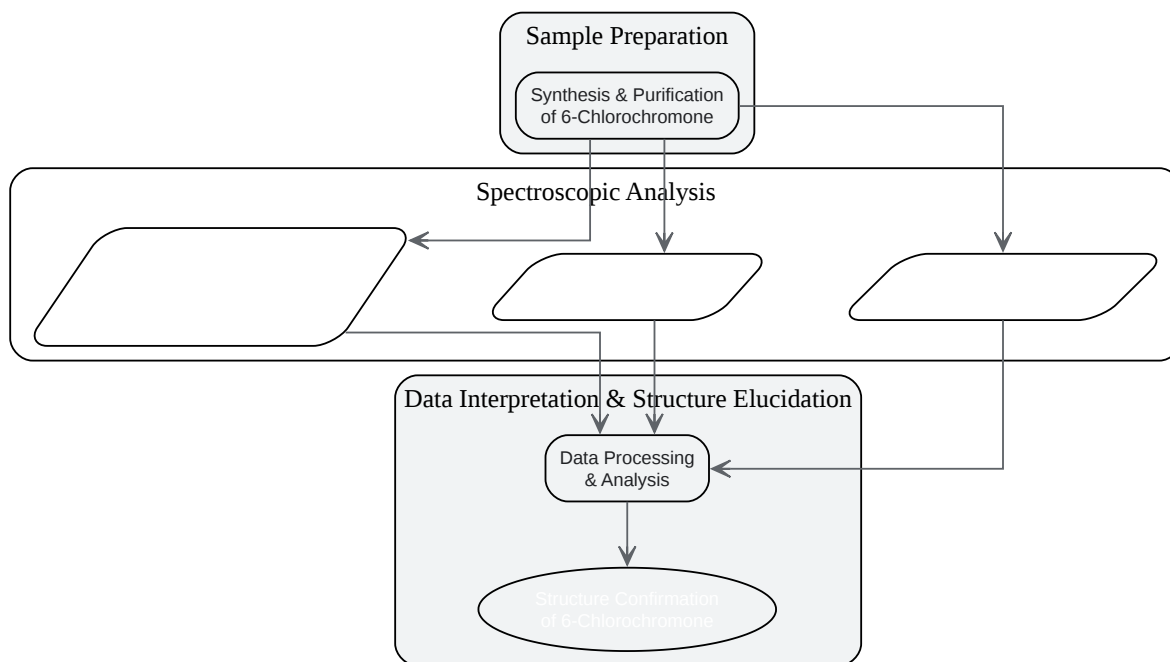 Sample Preparation
Synthesis & Purification
of 6-Chlorochromone
Spectroscopic Analysis
Data Interpretation & Structure Elucidation
Data Processing
& Analysis
Structure Confirmation
of 6-Chlorochromone